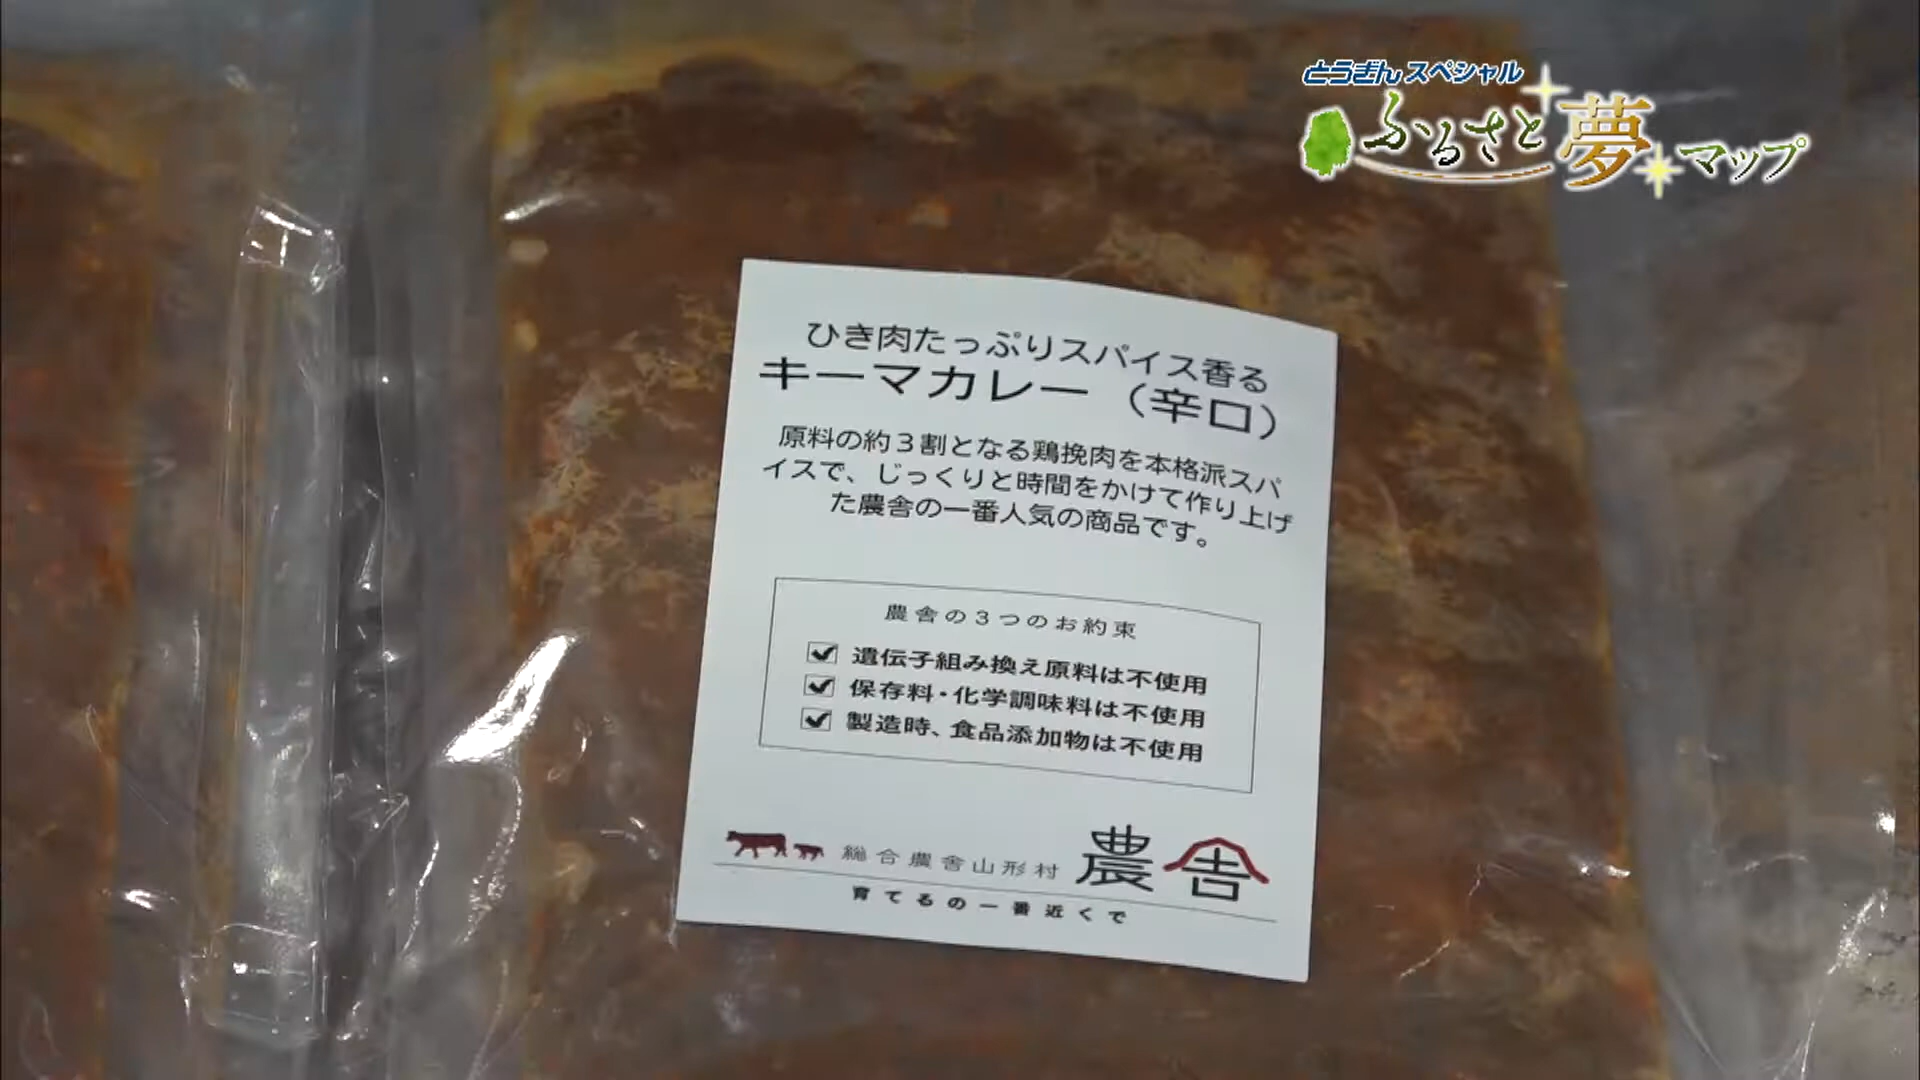 とうぎんスペシャル
ふるさと夢マップ
ひき肉たっぷりスパイス香る
キーマカレー（辛口）
原料の約３割となる鶏挽肉を本格派スパ
イスで、じっくりと時間をかけて作り上げ
た農舎の一番人気の商品です。
農舎の３つのお約束
遺伝子組み換え原料は不使用
保存料・化学調味料は不使用
製造時、食品添加物は不使用
総合農舎山形村 農舎
育てるの一番近くで